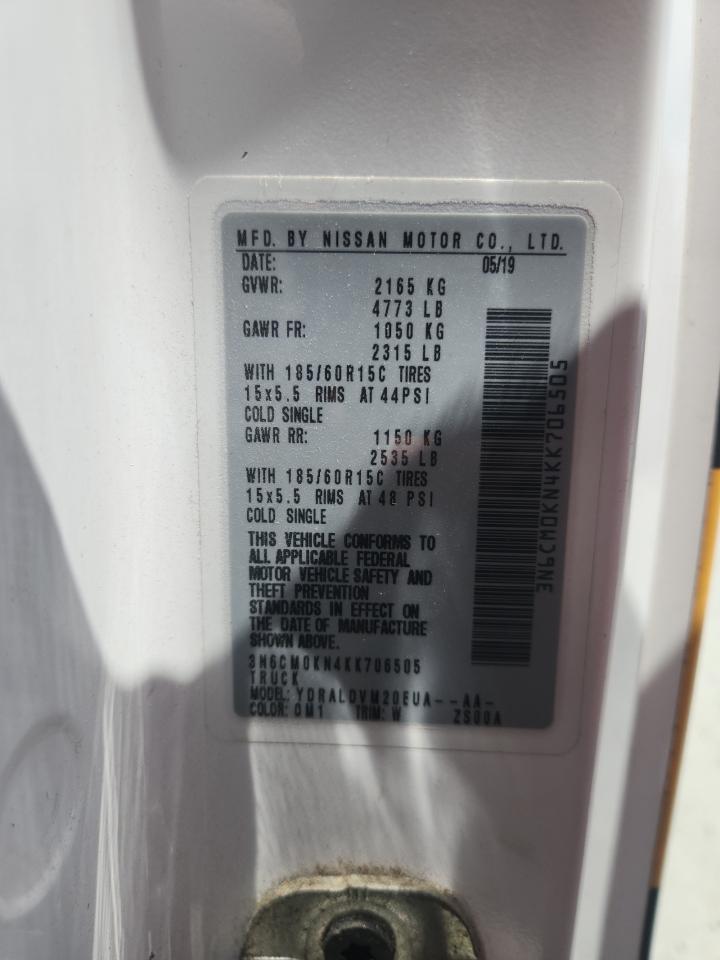 MFD. BY NISSAN MOTOR CO., LTD.
DATE: 05/19
GVWR: 2165 KG
4773 LB
GAWR FR: 1050 KG
2315 LB
WITH 185/60R15C TIRES
15x5.5 RIMS AT 44PSI
COLD SINGLE
GAWR RR: 1150 KG
2535 LB
WITH 185/60R15C TIRES
15x5.5 RIMS AT 48 PSI
COLD SINGLE
THIS VEHICLE CONFORMS TO
ALL APPLICABLE FEDERAL
MOTOR VEHICLE SAFETY AND
THEFT PREVENTION
STANDARDS IN EFFECT ON
THE DATE OF MANUFACTURE
SHOWN ABOVE.
3N6CM0KN4KK706505
TRUCK
MODEL: YDRALDVM20EUA--AA-
COLOR: QM1 TRIM: W ZS00A
3N6CM0KN4KK706505